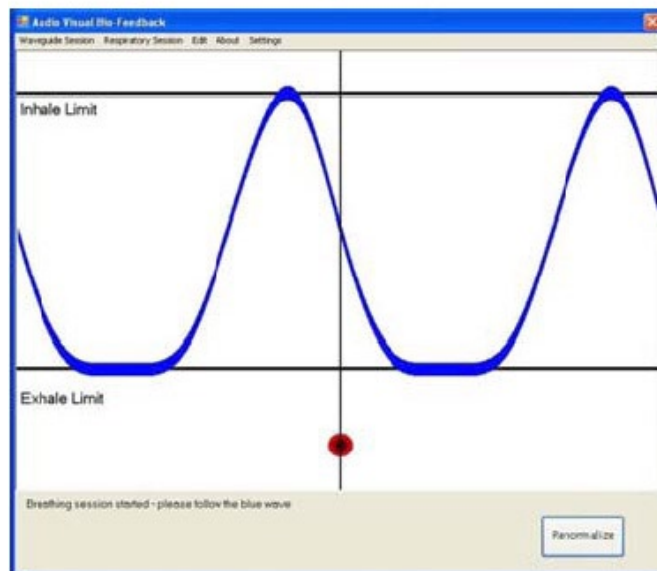 Audio Visual Bio-Feedback
Waveguide Session Respiratory Session Edit About Settings
Inhale Limit
Exhale Limit
Breathing session started - please follow the blue wave
Renormalize